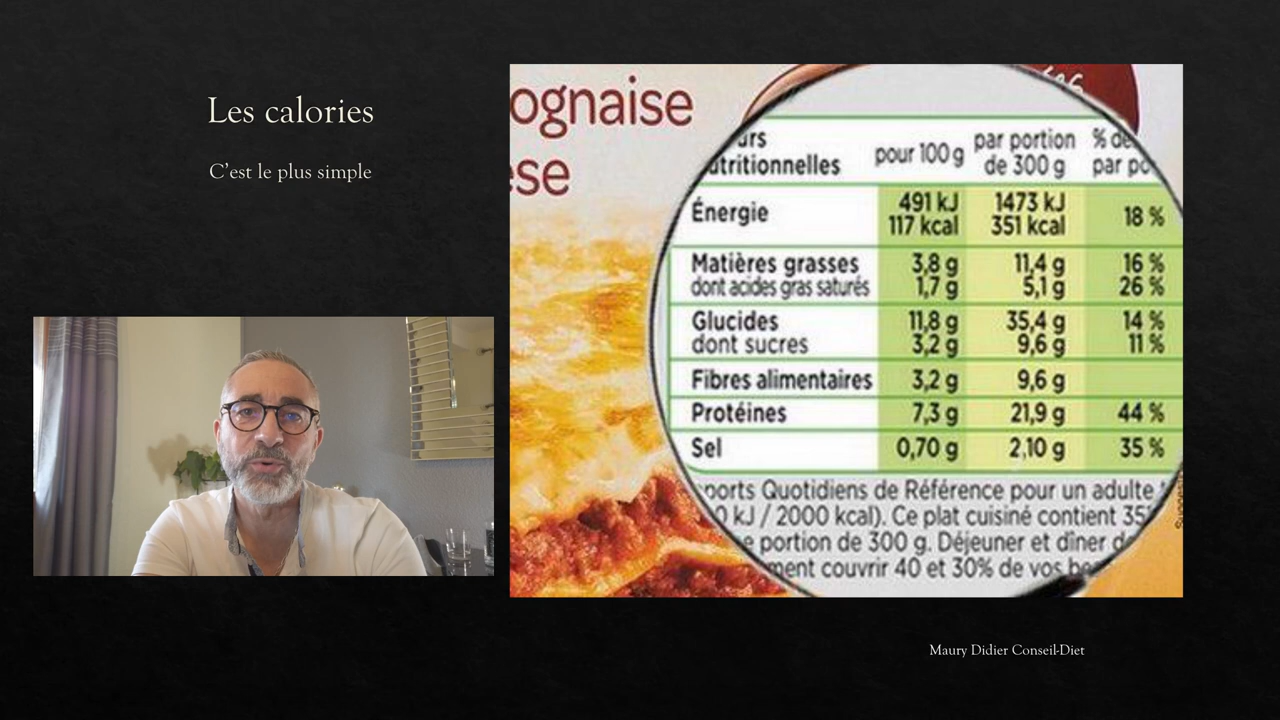 Les calories
C'est le plus simple
ognaise
pour 100 g
par portion
de 300 g
%
par
Énergie
491 kJ
1473 kJ
117 kcal
351 kcal
18 %
Matières grasses 3,8 g 11,4 g 16 %
dont acides gras saturés 1,7 g 5,1 g 26 %
Glucides 11,8 g 35,4 g 14 %
dont sucres 3,2 g 9,6 g 11 %
Fibres alimentaires 3,2 g 9,6 g
Protéines 7,3 g 21,9 g 44 %
Sel 0,70 g 2,10 g 35 %
Quotidiens de Référence pour un adulte
kJ / 2000 kcal). Ce plat cuisiné contient 35
portion de 300 g. Déjeuner et dîner
couvrir 40 et 30% de vos
Maury Didier Conseil-Diet